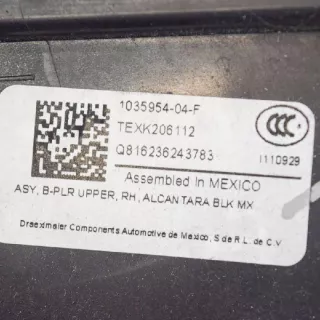 1035954-04-F
TEXK206112
Q816236243783
CCC
I110929
Assembled In MEXICO
ASY, B-PLR UPPER, RH, ALCANTARA BLK MX
Draexlmaier Components Automotive de Mexico, S de R L. de C.V